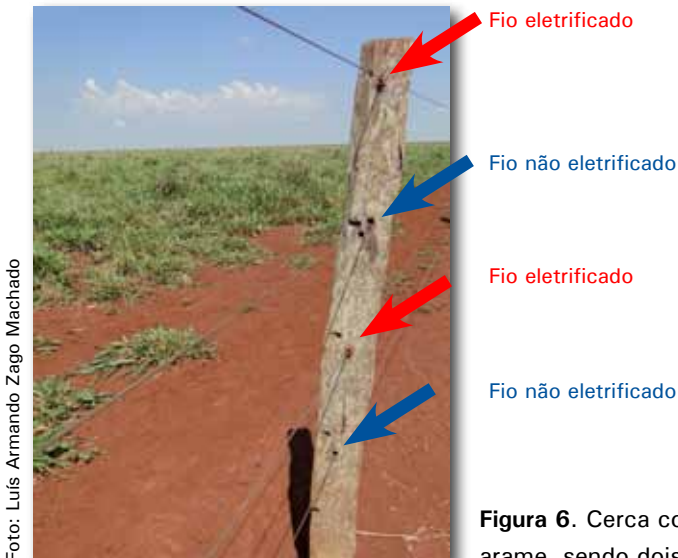 Fio eletrificado
Fio não eletrificado
Fio eletrificado
Fio não eletrificado
Foto: Luís Armando Zago Machado
Figura 6. Cerca
arame, sendo dois